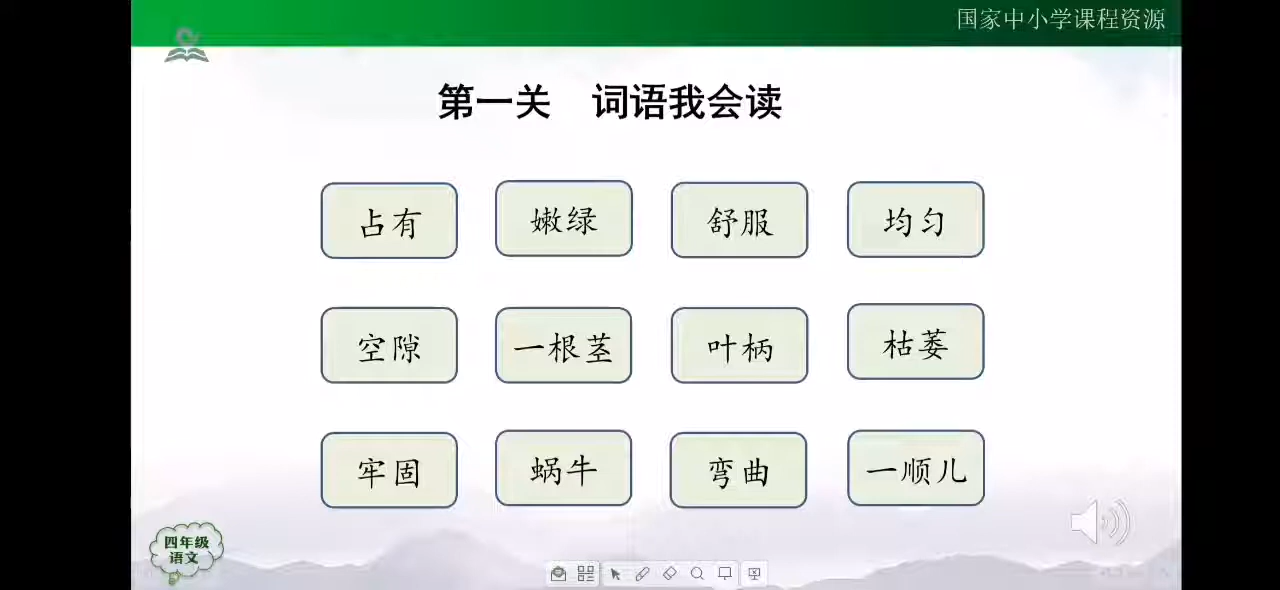 国家中小学课程资源
第一关 词语我会读
占有 嫩绿 舒服 均匀
空隙 一根茎 叶柄 枯萎
牢固 蜗牛 弯曲 一顺儿
四年级
语文